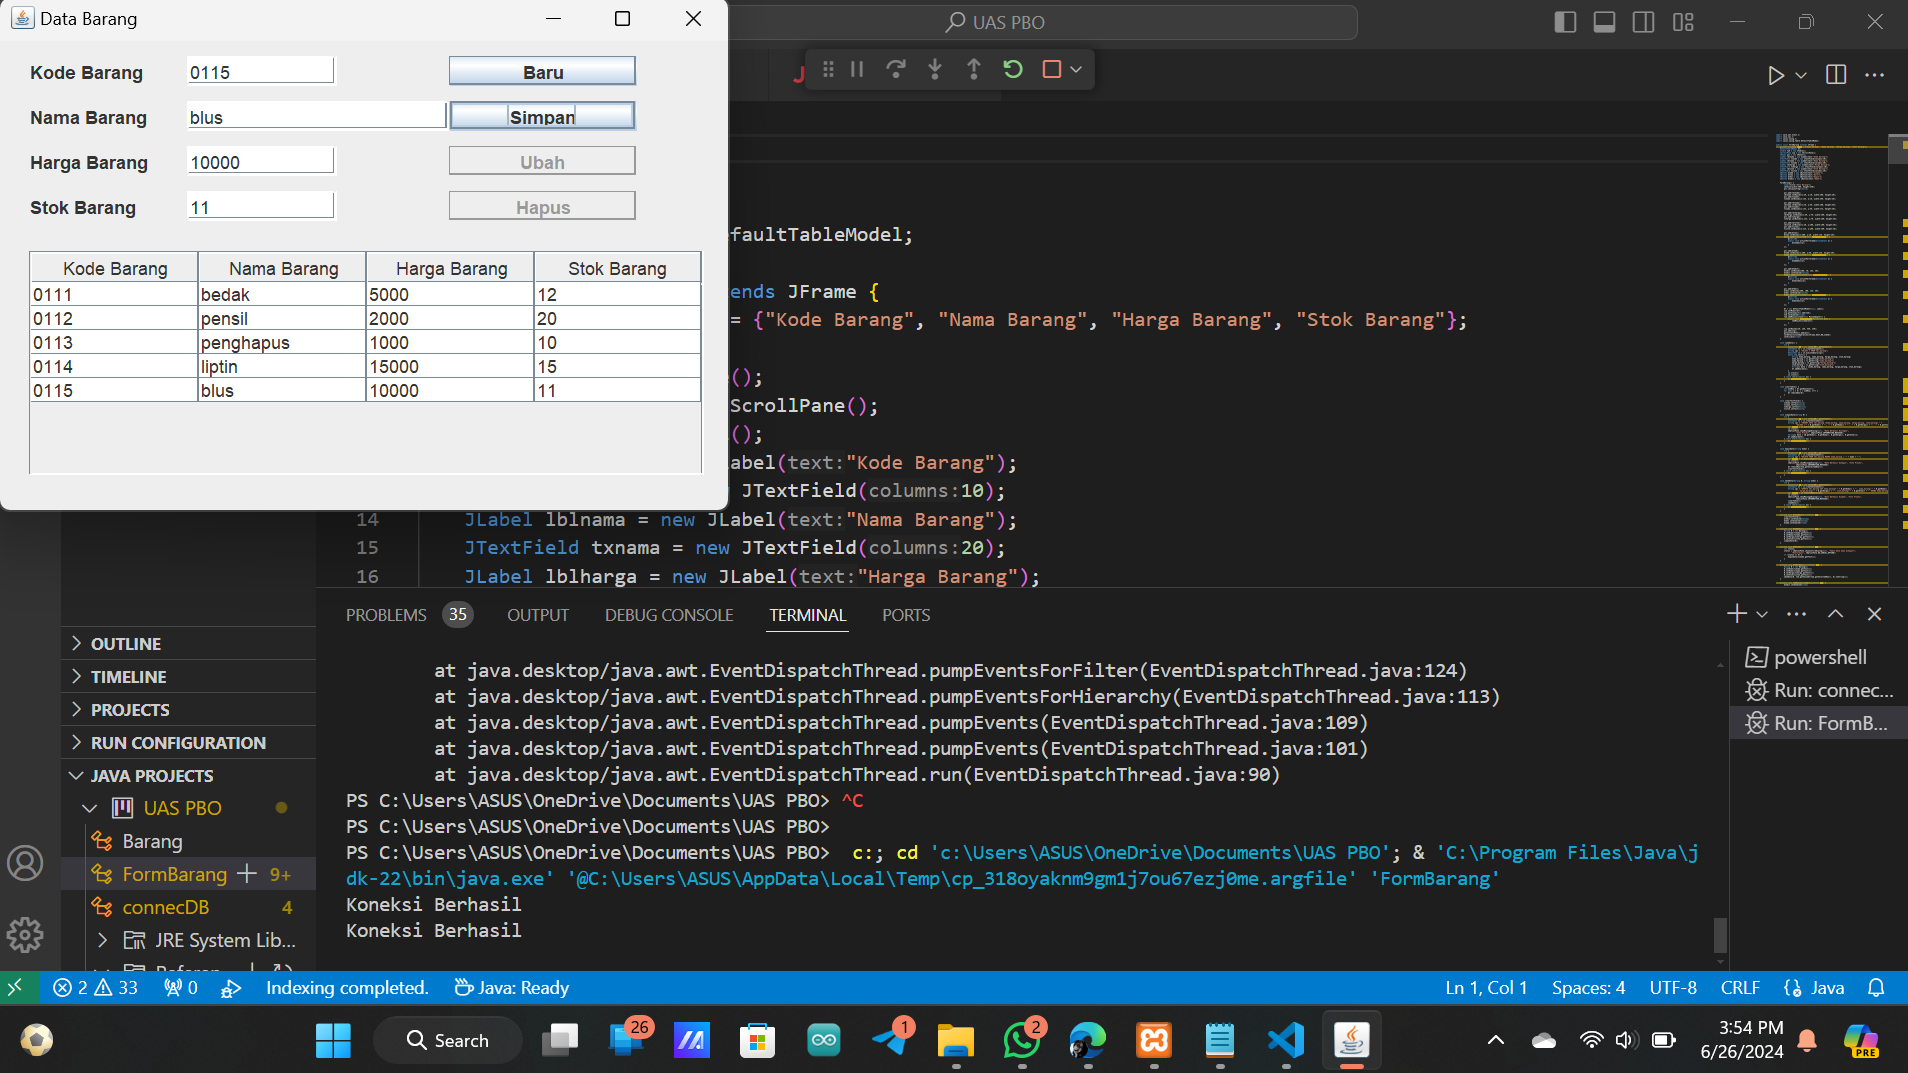 Data Barang
Kode Barang 0115 Baru
Nama Barang blus Simpan
Harga Barang 10000 Ubah
Stok Barang 11 Hapus
Kode Barang Nama Barang Harga Barang Stok Barang
0111 bedak 5000 12
0112 pensil 2000 20
0113 penghapus 1000 10
0114 liptin 15000 15
0115 blus 10000 11
UAS PBO
J
faultTableModel;
ends JFrame {
= {"Kode Barang", "Nama Barang", "Harga Barang", "Stok Barang"};
();
ScrollPane();
();
abel(text:"Kode Barang");
JTextField(columns:10);
14 JLabel lblnama = new JLabel(text:"Nama Barang");
15 JTextField txnama = new JTextField(columns:20);
16 JLabel lblharga = new JLabel(text:"Harga Barang");
PROBLEMS 35 OUTPUT DEBUG CONSOLE TERMINAL PORTS
at java.desktop/java.awt.EventDispatchThread.pumpEventsForFilter(EventDispatchThread.java:124)
at java.desktop/java.awt.EventDispatchThread.pumpEventsForHierarchy(EventDispatchThread.java:113)
at java.desktop/java.awt.EventDispatchThread.pumpEvents(EventDispatchThread.java:109)
at java.desktop/java.awt.EventDispatchThread.pumpEvents(EventDispatchThread.java:101)
at java.desktop/java.awt.EventDispatchThread.run(EventDispatchThread.java:90)
PS C:\Users\ASUS\OneDrive\Documents\UAS PBO> ^C
PS C:\Users\ASUS\OneDrive\Documents\UAS PBO>
PS C:\Users\ASUS\OneDrive\Documents\UAS PBO> c:; cd 'c:\Users\ASUS\OneDrive\Documents\UAS PBO'; & 'C:\Program Files\Java\j
dk-22\bin\java.exe' '@C:\Users\ASUS\AppData\Local\Temp\cp_318oyaknm9gm1j7ou67ezj0me.argfile' 'FormBarang'
Koneksi Berhasil
Koneksi Berhasil
powershell
Run: connec...
Run: FormB...
OUTLINE
TIMELINE
PROJECTS
RUN CONFIGURATION
JAVA PROJECTS
UAS PBO
Barang
FormBarang 9+
connecDB 4
JRE System Lib...
2 33 0 Indexing completed. Java: Ready Ln 1, Col 1 Spaces: 4 UTF-8 CRLF Java
Search 26 1 2 PRE
3:54 PM
6/26/2024